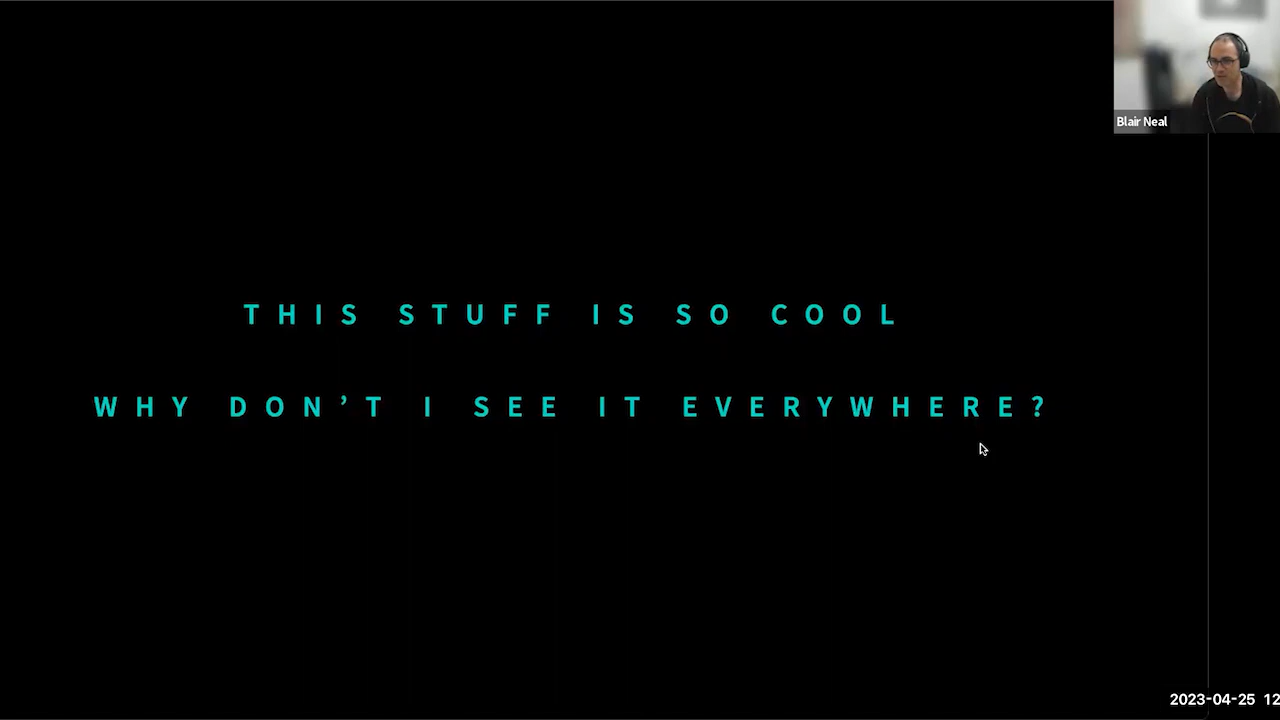 Blair Neal
THIS STUFF IS SO COOL
WHY DON’T I SEE IT EVERYWHERE?
2023-04-25 12